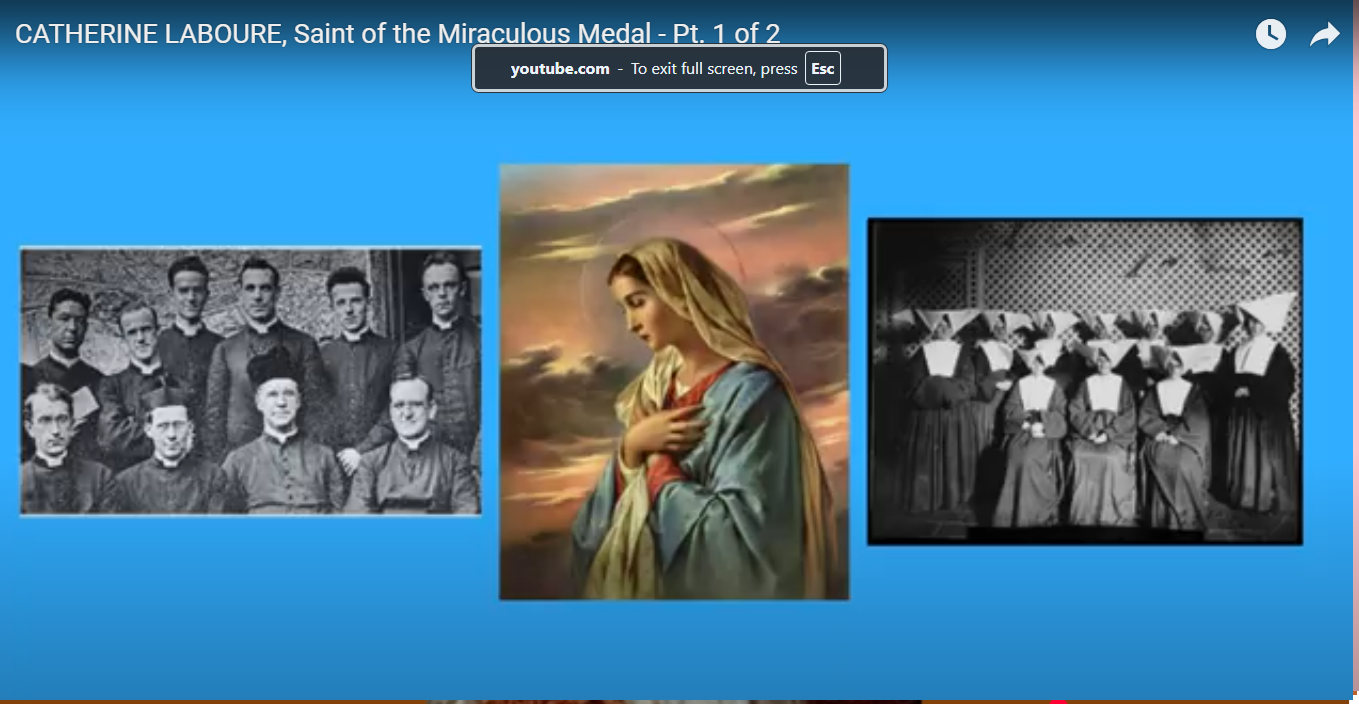 CATHERINE LABOURE, Saint of the Miraculous Medal - Pt. 1 of 2
youtube.com - To exit full screen, press Esc